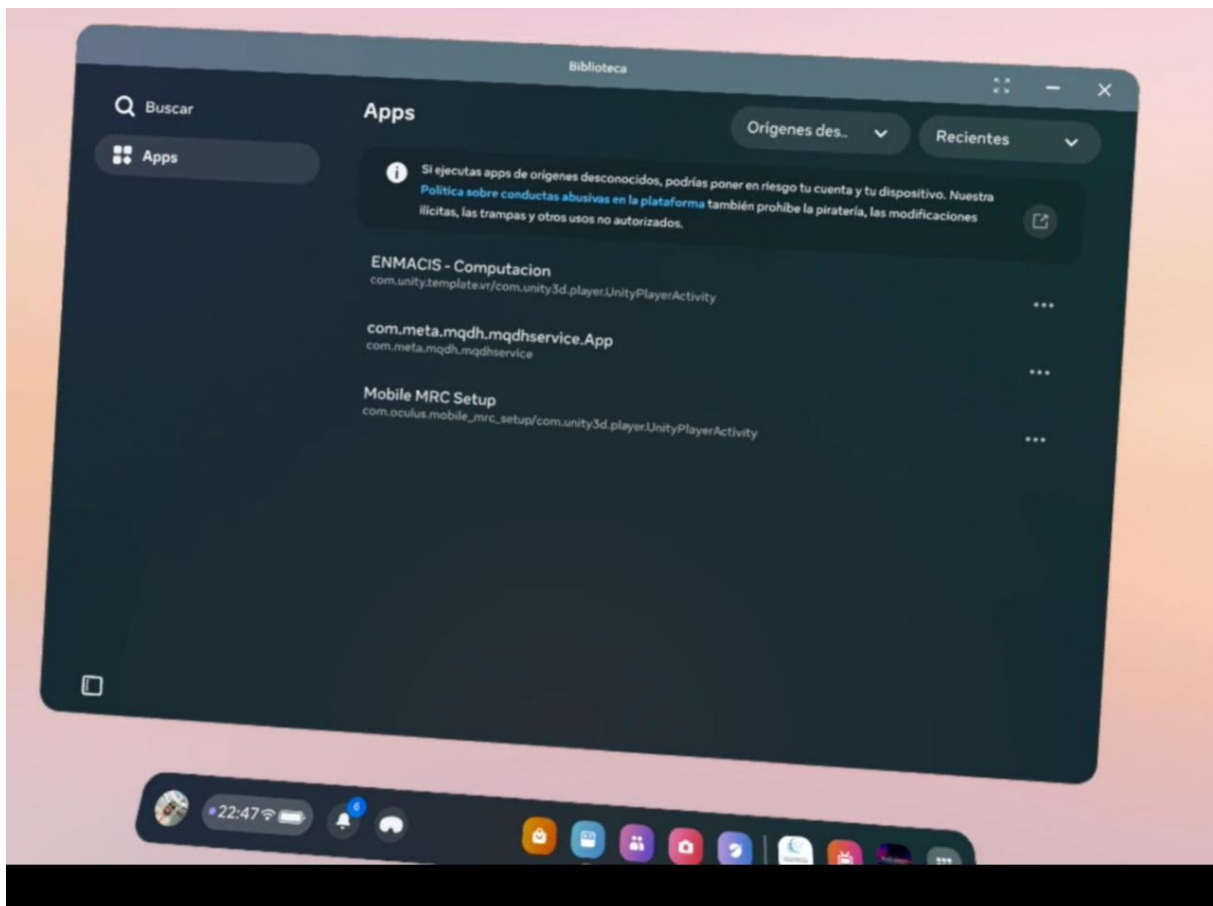 Biblioteca
Buscar
Apps
Apps
Orígenes des..
Recientes
Si ejecutas apps de orígenes desconocidos, podrías poner en riesgo tu cuenta y tu dispositivo. Nuestra
Política sobre conductas abusivas en la plataforma también prohíbe la piratería, las modificaciones
ilícitas, las trampas y otros usos no autorizados.
ENMACIS - Computacion
com.unity.template.vr/com.unity3d.player.UnityPlayerActivity
com.meta.mqdh.mqdhservice.App
com.meta.mqdh.mqdhservice
Mobile MRC Setup
com.oculus.mobile_mrc_setup/com.unity3d.player.UnityPlayerActivity
22:47
6